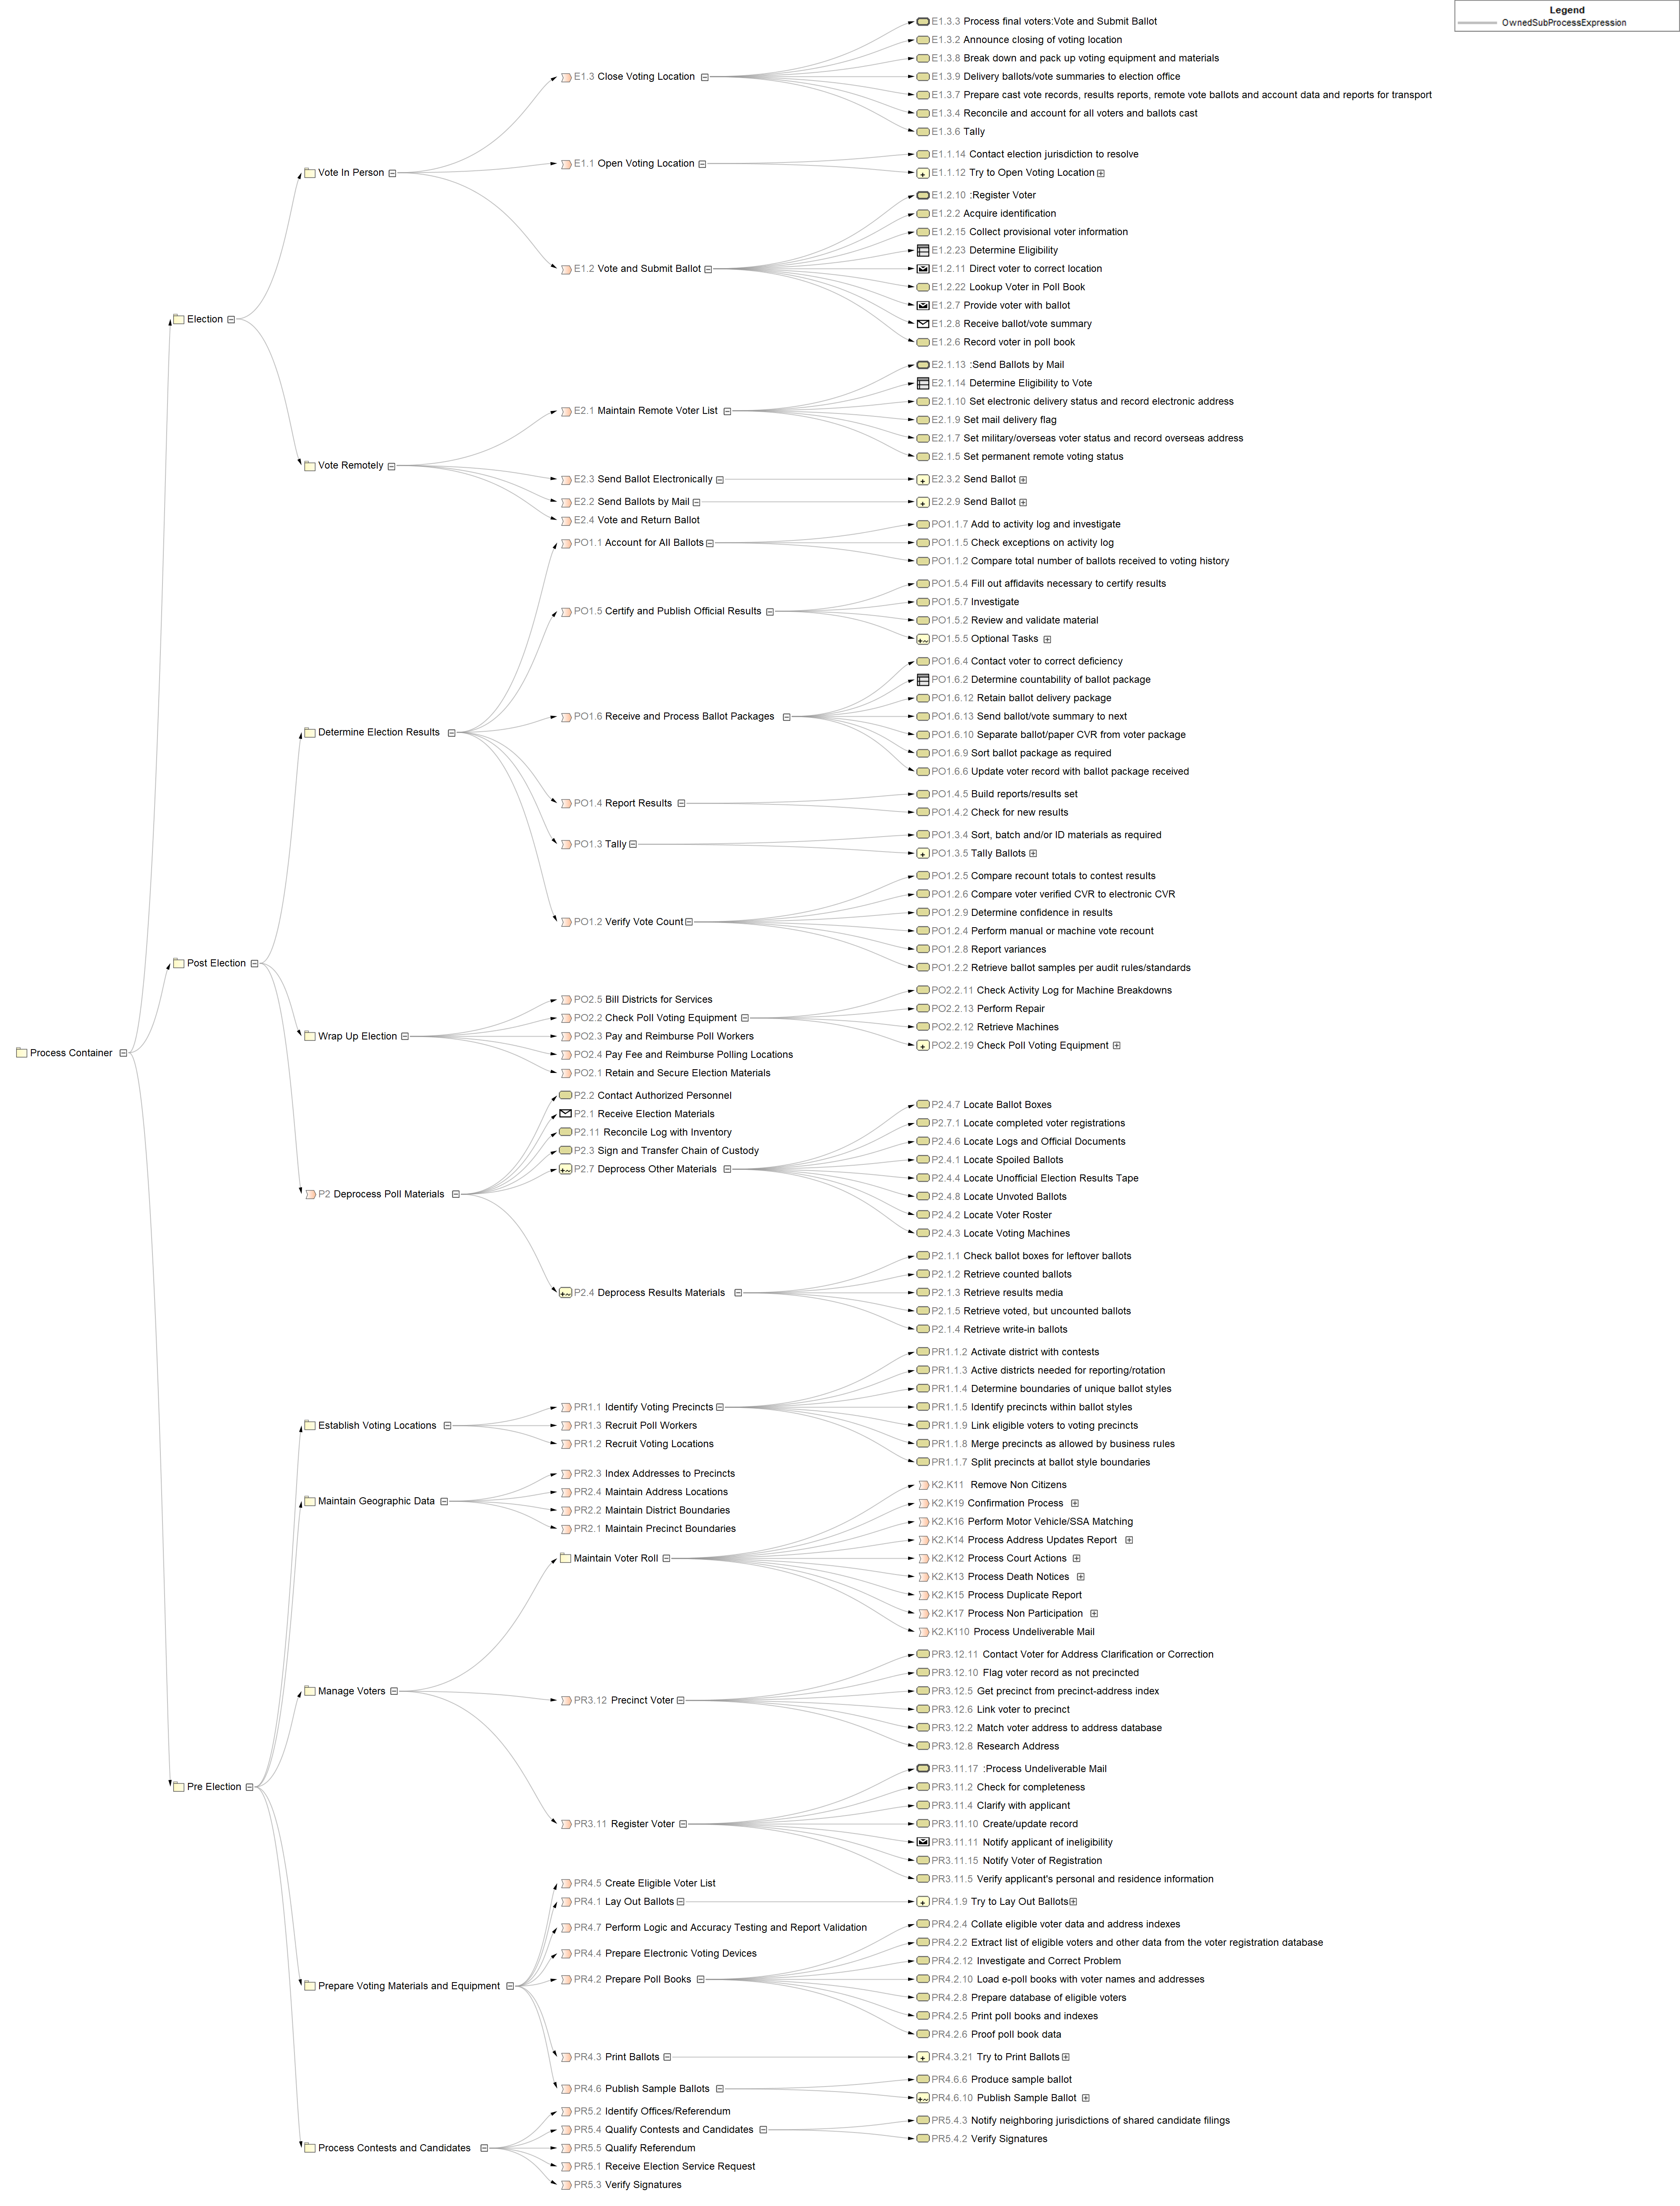 Legend
OwnedSubProcessExpression
Process Container
Election
Vote In Person
E1.3 Close Voting Location
E1.3.3 Process final voters:Vote and Submit Ballot
E1.3.2 Announce closing of voting location
E1.3.8 Break down and pack up voting equipment and materials
E1.3.9 Delivery ballots/vote summaries to election office
E1.3.7 Prepare cast vote records, results reports, remote vote ballots and account data and reports for transport
E1.3.4 Reconcile and account for all voters and ballots cast
E1.3.6 Tally
E1.1 Open Voting Location
E1.1.14 Contact election jurisdiction to resolve
E1.1.12 Try to Open Voting Location
E1.2 Vote and Submit Ballot
E1.2.10 :Register Voter
E1.2.2 Acquire identification
E1.2.15 Collect provisional voter information
E1.2.23 Determine Eligibility
E1.2.11 Direct voter to correct location
E1.2.22 Lookup Voter in Poll Book
E1.2.7 Provide voter with ballot
E1.2.8 Receive ballot/vote summary
E1.2.6 Record voter in poll book
Vote Remotely
E2.1 Maintain Remote Voter List
E2.1.13 :Send Ballots by Mail
E2.1.14 Determine Eligibility to Vote
E2.1.10 Set electronic delivery status and record electronic address
E2.1.9 Set mail delivery flag
E2.1.7 Set military/overseas voter status and record overseas address
E2.1.5 Set permanent remote voting status
E2.3 Send Ballot Electronically
E2.3.2 Send Ballot
E2.2 Send Ballots by Mail
E2.2.9 Send Ballot
E2.4 Vote and Return Ballot
Post Election
Determine Election Results
PO1.1 Account for All Ballots
PO1.1.7 Add to activity log and investigate
PO1.1.5 Check exceptions on activity log
PO1.1.2 Compare total number of ballots received to voting history
PO1.5 Certify and Publish Official Results
PO1.5.4 Fill out affidavits necessary to certify results
PO1.5.7 Investigate
PO1.5.2 Review and validate material
PO1.5.5 Optional Tasks
PO1.6 Receive and Process Ballot Packages
PO1.6.4 Contact voter to correct deficiency
PO1.6.2 Determine countability of ballot package
PO1.6.12 Retain ballot delivery package
PO1.6.13 Send ballot/vote summary to next
PO1.6.10 Separate ballot/paper CVR from voter package
PO1.6.9 Sort ballot package as required
PO1.6.6 Update voter record with ballot package received
PO1.4 Report Results
PO1.4.5 Build reports/results set
PO1.4.2 Check for new results
PO1.3 Tally
PO1.3.4 Sort, batch and/or ID materials as required
PO1.3.5 Tally Ballots
PO1.2 Verify Vote Count
PO1.2.5 Compare recount totals to contest results
PO1.2.6 Compare voter verified CVR to electronic CVR
PO1.2.9 Determine confidence in results
PO1.2.4 Perform manual or machine vote recount
PO1.2.8 Report variances
PO1.2.2 Retrieve ballot samples per audit rules/standards
Wrap Up Election
PO2.5 Bill Districts for Services
PO2.2 Check Poll Voting Equipment
PO2.2.11 Check Activity Log for Machine Breakdowns
PO2.2.13 Perform Repair
PO2.2.12 Retrieve Machines
PO2.2.19 Check Poll Voting Equipment
PO2.3 Pay and Reimburse Poll Workers
PO2.4 Pay Fee and Reimburse Polling Locations
PO2.1 Retain and Secure Election Materials
P2 Deprocess Poll Materials
P2.2 Contact Authorized Personnel
P2.1 Receive Election Materials
P2.11 Reconcile Log with Inventory
P2.3 Sign and Transfer Chain of Custody
P2.7 Deprocess Other Materials
P2.4.7 Locate Ballot Boxes
P2.7.1 Locate completed voter registrations
P2.4.6 Locate Logs and Official Documents
P2.4.1 Locate Spoiled Ballots
P2.4.4 Locate Unofficial Election Results Tape
P2.4.8 Locate Unvoted Ballots
P2.4.2 Locate Voter Roster
P2.4.3 Locate Voting Machines
P2.4 Deprocess Results Materials
P2.1.1 Check ballot boxes for leftover ballots
P2.1.2 Retrieve counted ballots
P2.1.3 Retrieve results media
P2.1.5 Retrieve voted, but uncounted ballots
P2.1.4 Retrieve write-in ballots
Pre Election
Establish Voting Locations
PR1.1 Identify Voting Precincts
PR1.1.2 Activate district with contests
PR1.1.3 Active districts needed for reporting/rotation
PR1.1.4 Determine boundaries of unique ballot styles
PR1.1.5 Identify precincts within ballot styles
PR1.1.9 Link eligible voters to voting precincts
PR1.1.8 Merge precincts as allowed by business rules
PR1.1.7 Split precincts at ballot style boundaries
PR1.3 Recruit Poll Workers
PR1.2 Recruit Voting Locations
Maintain Geographic Data
PR2.3 Index Addresses to Precincts
PR2.4 Maintain Address Locations
PR2.2 Maintain District Boundaries
PR2.1 Maintain Precinct Boundaries
Manage Voters
Maintain Voter Roll
K2.K11 Remove Non Citizens
K2.K19 Confirmation Process
K2.K16 Perform Motor Vehicle/SSA Matching
K2.K14 Process Address Updates Report
K2.K12 Process Court Actions
K2.K13 Process Death Notices
K2.K15 Process Duplicate Report
K2.K17 Process Non Participation
K2.K110 Process Undeliverable Mail
PR3.12 Precinct Voter
PR3.12.11 Contact Voter for Address Clarification or Correction
PR3.12.10 Flag voter record as not precincted
PR3.12.5 Get precinct from precinct-address index
PR3.12.6 Link voter to precinct
PR3.12.2 Match voter address to address database
PR3.12.8 Research Address
PR3.11 Register Voter
PR3.11.17 :Process Undeliverable Mail
PR3.11.2 Check for completeness
PR3.11.4 Clarify with applicant
PR3.11.10 Create/update record
PR3.11.11 Notify applicant of ineligibility
PR3.11.15 Notify Voter of Registration
PR3.11.5 Verify applicant's personal and residence information
Prepare Voting Materials and Equipment
PR4.5 Create Eligible Voter List
PR4.1 Lay Out Ballots
PR4.1.9 Try to Lay Out Ballots
PR4.7 Perform Logic and Accuracy Testing and Report Validation
PR4.4 Prepare Electronic Voting Devices
PR4.2 Prepare Poll Books
PR4.2.4 Collate eligible voter data and address indexes
PR4.2.2 Extract list of eligible voters and other data from the voter registration database
PR4.2.12 Investigate and Correct Problem
PR4.2.10 Load e-poll books with voter names and addresses
PR4.2.8 Prepare database of eligible voters
PR4.2.5 Print poll books and indexes
PR4.2.6 Proof poll book data
PR4.3 Print Ballots
PR4.3.21 Try to Print Ballots
PR4.6 Publish Sample Ballots
PR4.6.6 Produce sample ballot
PR4.6.10 Publish Sample Ballot
Process Contests and Candidates
PR5.2 Identify Offices/Referendum
PR5.4 Qualify Contests and Candidates
PR5.4.3 Notify neighboring jurisdictions of shared candidate filings
PR5.4.2 Verify Signatures
PR5.5 Qualify Referendum
PR5.1 Receive Election Service Request
PR5.3 Verify Signatures